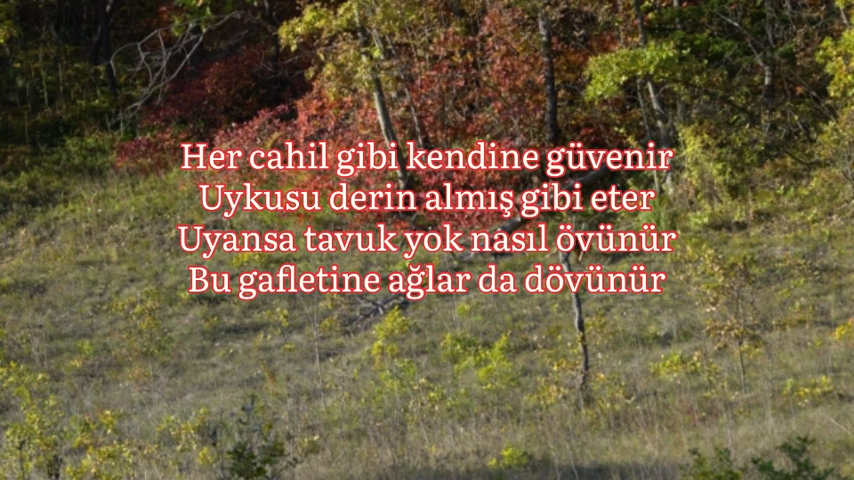 Her cahil gibi kendine güvenir
Uykusu derin almış gibi eter
Uyansa tavuk yok nasıl övünür
Bu gafletine ağlar da dövünür